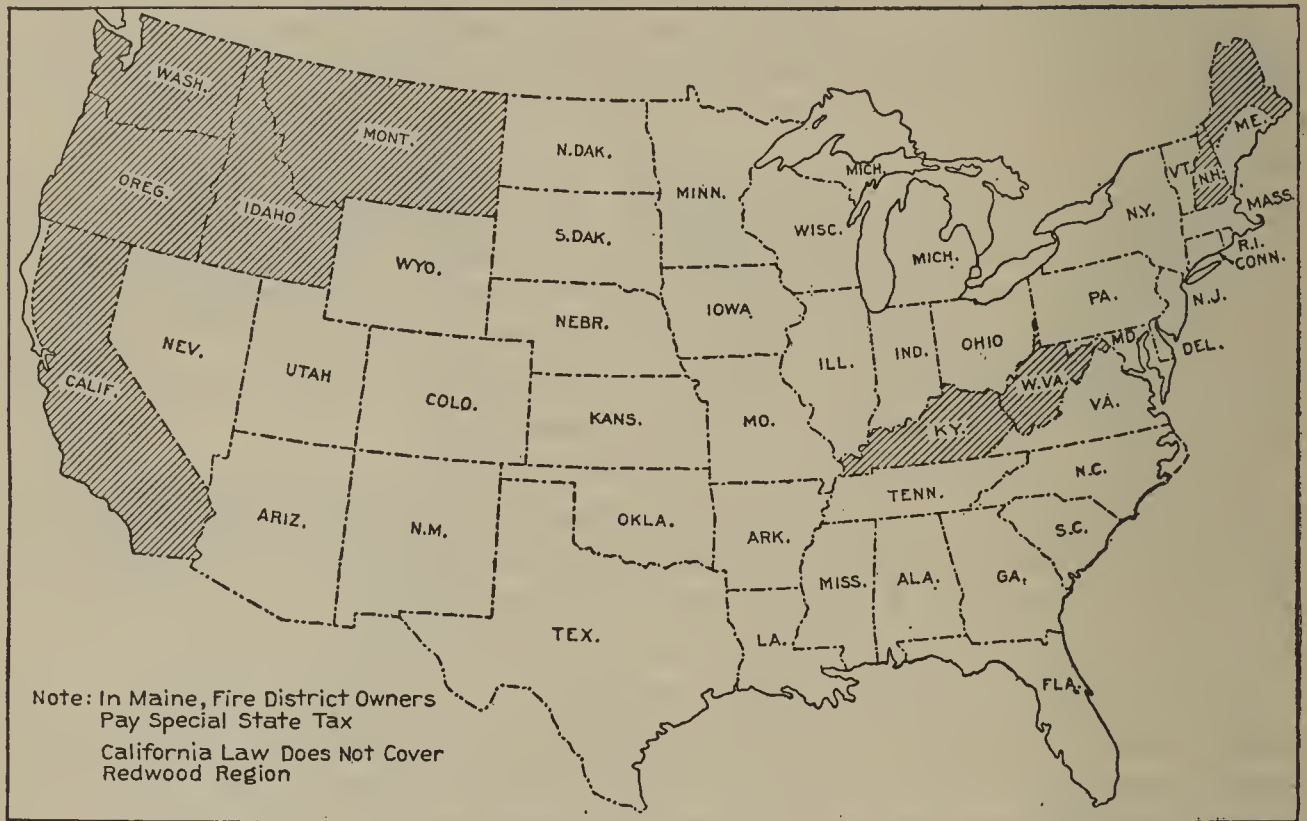 WASH.
MONT.
N.DAK.
MINN.
MICH.
ME.
VT.
N.H.
OREG.
IDAHO
S.DAK.
WISC.
MICH.
N.Y.
MASS.
R.I.
CONN.
WYO.
NEBR.
IOWA
PA.
N.J.
NEV.
UTAH
COLO.
ILL.
IND.
OHIO
MD.
DEL.
CALIF.
KANS.
MO.
W.VA.
VA.
KY.
ARIZ.
N.M.
OKLA.
ARK.
TENN.
N.C.
S.C.
MISS.
ALA.
GA.
TEX.
LA.
FLA.
Note: In Maine, Fire District Owners
Pay Special State Tax
California Law Does Not Cover
Redwood Region